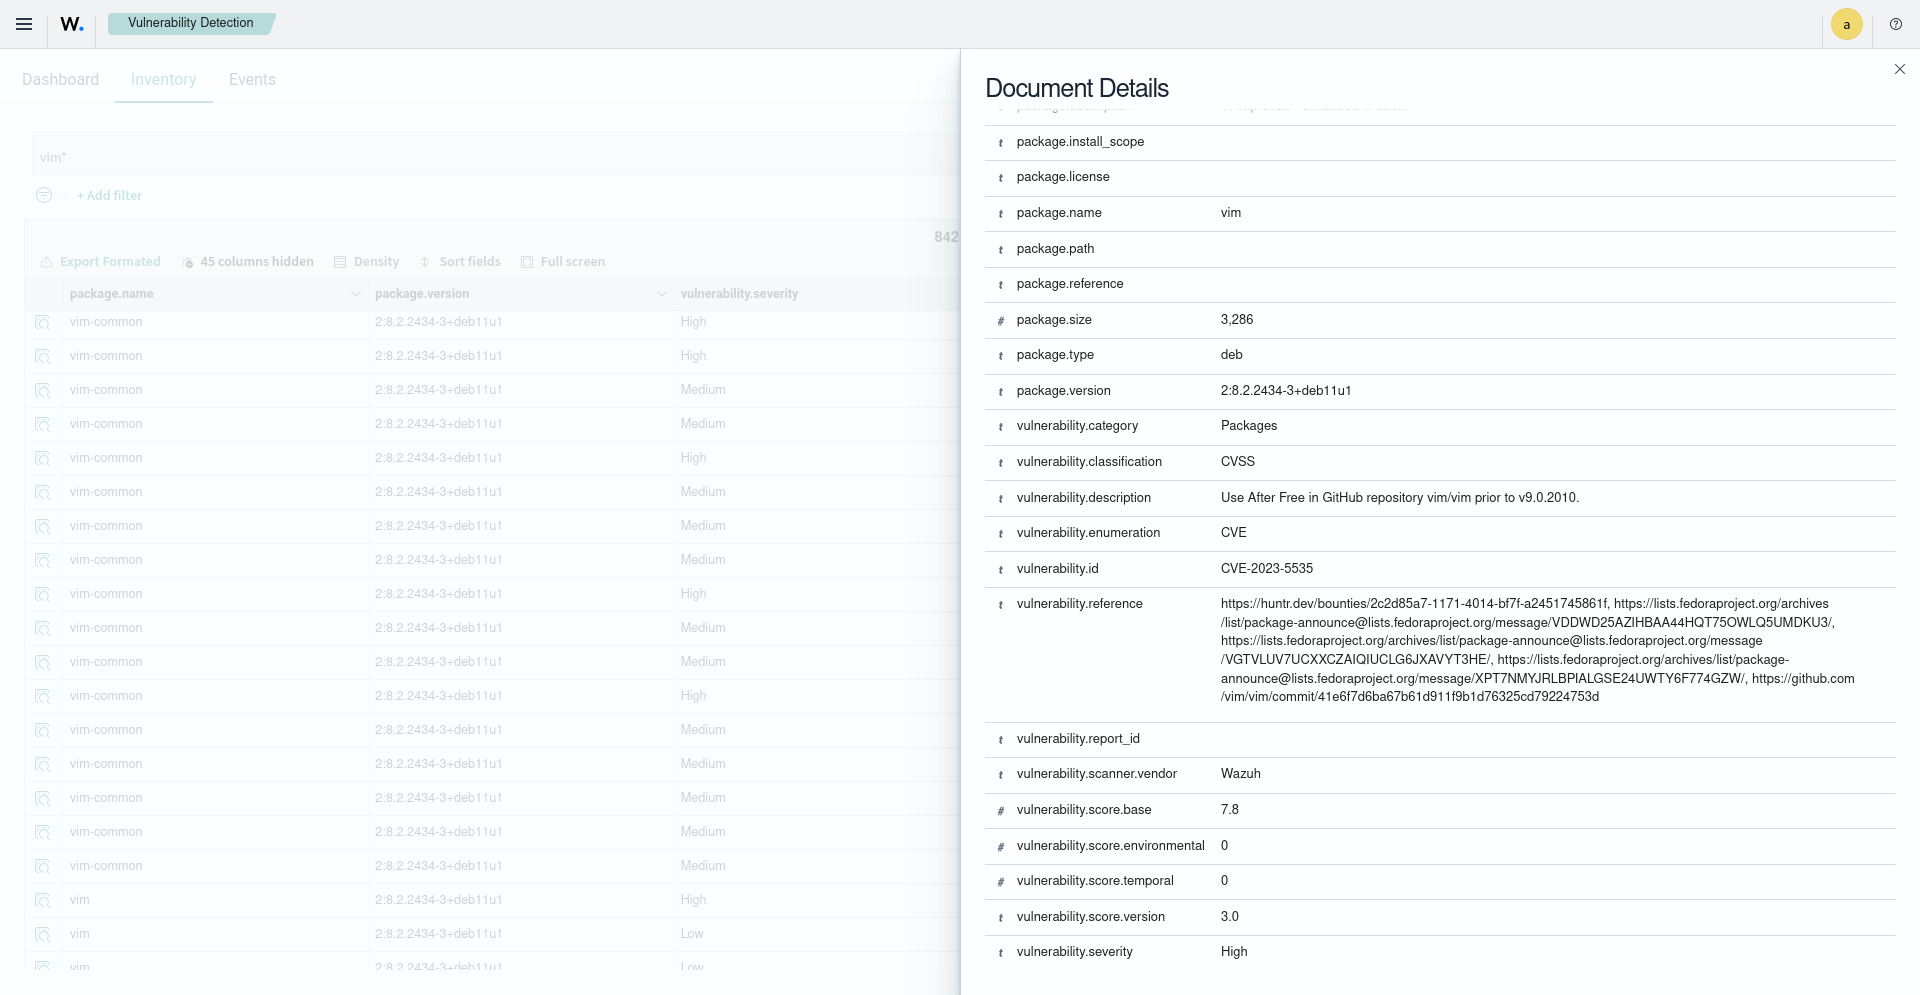 W.
Vulnerability Detection
a
Dashboard
Inventory
Events
vim*
+ Add filter
842
Export Formated
45 columns hidden
Density
Sort fields
Full screen
package.name
package.version
vulnerability.severity
vim-common 2:8.2.2434-3+deb11u1 High
vim-common 2:8.2.2434-3+deb11u1 High
vim-common 2:8.2.2434-3+deb11u1 Medium
vim-common 2:8.2.2434-3+deb11u1 Medium
vim-common 2:8.2.2434-3+deb11u1 High
vim-common 2:8.2.2434-3+deb11u1 Medium
vim-common 2:8.2.2434-3+deb11u1 Medium
vim-common 2:8.2.2434-3+deb11u1 Medium
vim-common 2:8.2.2434-3+deb11u1 High
vim-common 2:8.2.2434-3+deb11u1 Medium
vim-common 2:8.2.2434-3+deb11u1 Medium
vim-common 2:8.2.2434-3+deb11u1 High
vim-common 2:8.2.2434-3+deb11u1 Medium
vim-common 2:8.2.2434-3+deb11u1 Medium
vim-common 2:8.2.2434-3+deb11u1 Medium
vim-common 2:8.2.2434-3+deb11u1 Medium
vim-common 2:8.2.2434-3+deb11u1 Medium
vim 2:8.2.2434-3+deb11u1 High
vim 2:8.2.2434-3+deb11u1 Low
vim 2:8.2.2434-3+deb11u1 Low
Document Details
t package.install_scope
t package.license
t package.name vim
t package.path
t package.reference
# package.size 3,286
t package.type deb
t package.version 2:8.2.2434-3+deb11u1
t vulnerability.category Packages
t vulnerability.classification CVSS
t vulnerability.description Use After Free in GitHub repository vim/vim prior to v9.0.2010.
t vulnerability.enumeration CVE
t vulnerability.id CVE-2023-5535
t vulnerability.reference https://huntr.dev/bounties/2c2d85a7-1171-4014-bf7f-a2451745861f, https://lists.fedoraproject.org/archives
/list/package-announce@lists.fedoraproject.org/message/VDDWD25AZIHBAA44HQT75OWLQ5UMDKU3/,
https://lists.fedoraproject.org/archives/list/package-announce@lists.fedoraproject.org/message
/VGTVLUV7UCXXCZAIQIUCLG6JXAVYT3HE/, https://lists.fedoraproject.org/archives/list/package-
announce@lists.fedoraproject.org/message/XPT7NMYJRLBPIALGSE24UWTY6F774GZW/, https://github.com
/vim/vim/commit/41e6f7d6ba67b61d911f9b1d76325cd79224753d
t vulnerability.report_id
t vulnerability.scanner.vendor Wazuh
# vulnerability.score.base 7.8
# vulnerability.score.environmental 0
# vulnerability.score.temporal 0
t vulnerability.score.version 3.0
t vulnerability.severity High